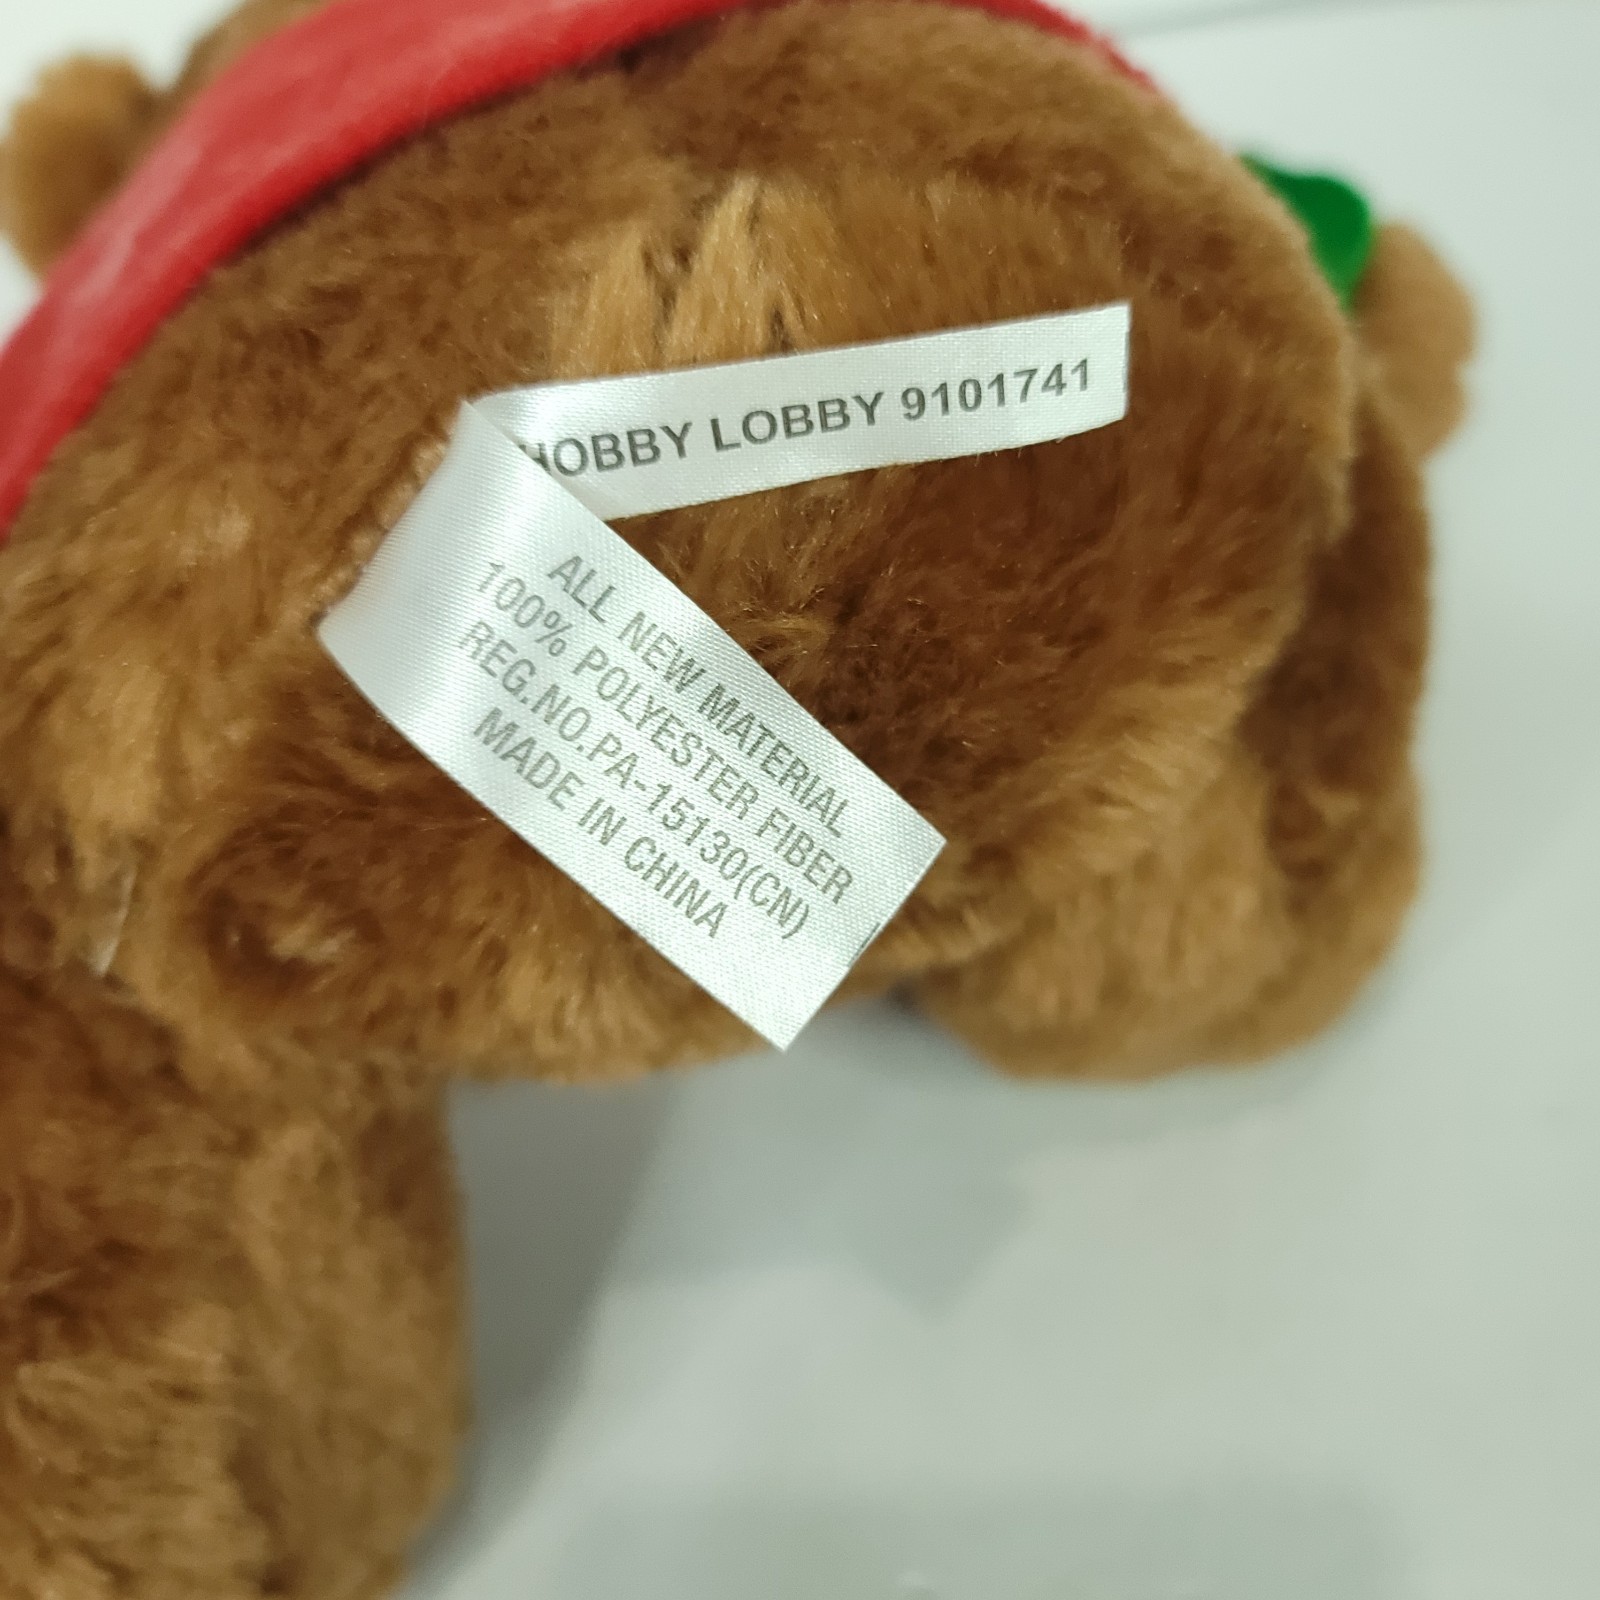 HOBBY LOBBY 9101741
ALL NEW MATERIAL
100% POLYESTER FIBER
REG.NO.PA-15130(CN)
MADE IN CHINA